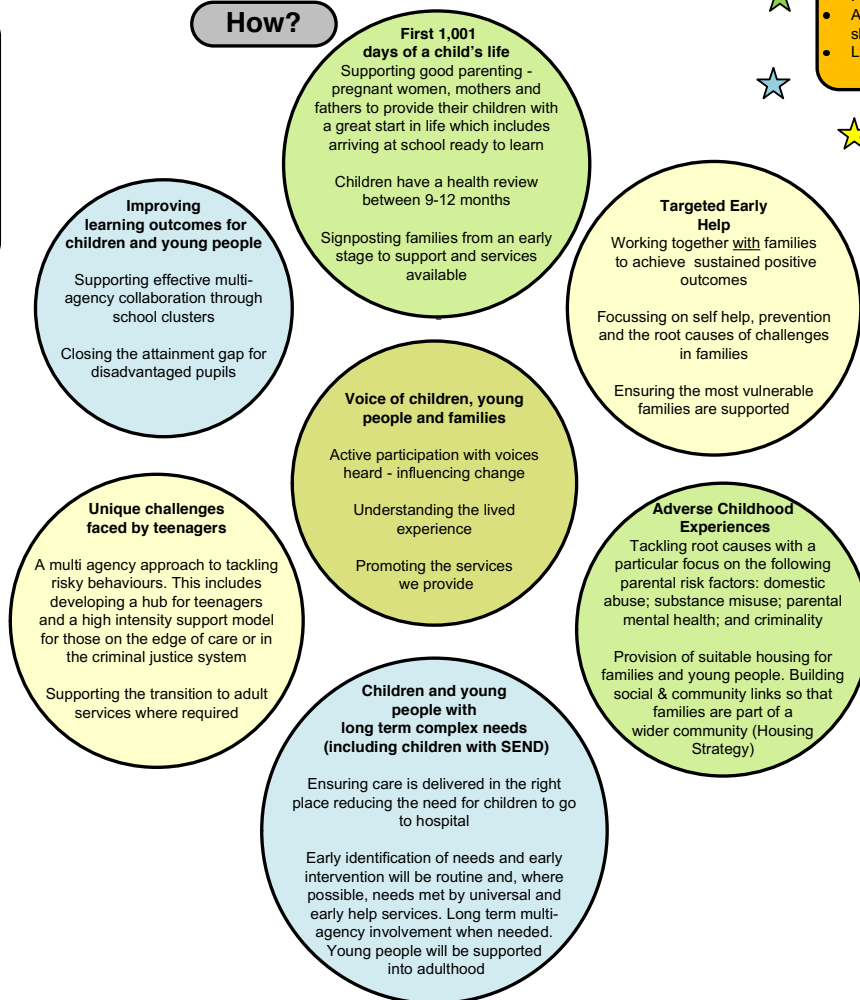 How?
First 1,001
days of a child's life
Supporting good parenting -
pregnant women, mothers and
fathers to provide their children with
a great start in life which includes
arriving at school ready to learn
Children have a health review
between 9-12 months
Signposting families from an early
stage to support and services
available
Improving
learning outcomes for
children and young people
Supporting effective multi-
agency collaboration through
school clusters
Closing the attainment gap for
disadvantaged pupils
Targeted Early
Help
Working together with families
to achieve sustained positive
outcomes
Focussing on self help, prevention
and the root causes of challenges
in families
Ensuring the most vulnerable
families are supported
Voice of children, young
people and families
Active participation with voices
heard - influencing change
Understanding the lived
experience
Promoting the services
we provide
Unique challenges
faced by teenagers
A multi agency approach to tackling
risky behaviours. This includes
developing a hub for teenagers
and a high intensity support model
for those on the edge of care or in
the criminal justice system
Supporting the transition to adult
services where required
Adverse Childhood
Experiences
Tackling root causes with a
particular focus on the following
parental risk factors: domestic
abuse; substance misuse; parental
mental health; and criminality
Provision of suitable housing for
families and young people. Building
social & community links so that
families are part of a
wider community (Housing
Strategy)
Children and young
people with
long term complex needs
(including children with SEND)
Ensuring care is delivered in the right
place reducing the need for children to go
to hospital
Early identification of needs and early
intervention will be routine and, where
possible, needs met by universal and
early help services. Long term multi-
agency involvement when needed.
Young people will be supported
into adulthood